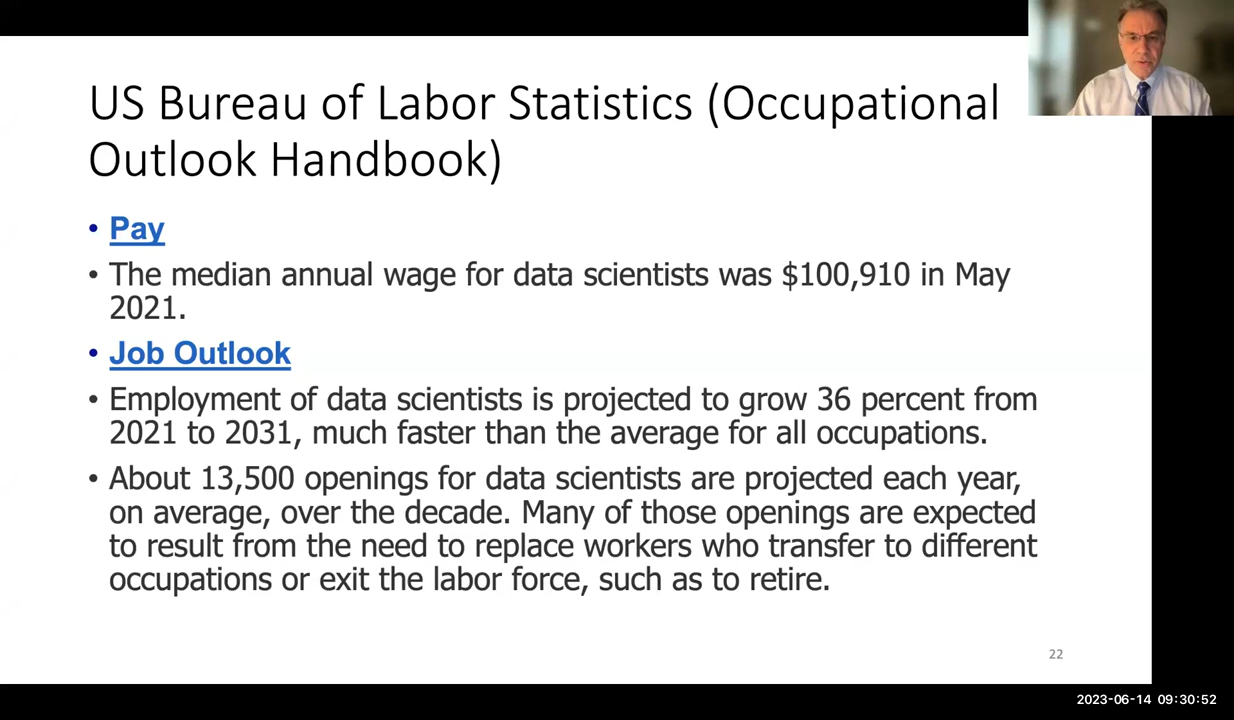 US Bureau of Labor Statistics (Occupational
Outlook Handbook)
• Pay
• The median annual wage for data scientists was $100,910 in May
2021.
• Job Outlook
• Employment of data scientists is projected to grow 36 percent from
2021 to 2031, much faster than the average for all occupations.
• About 13,500 openings for data scientists are projected each year,
on average, over the decade. Many of those openings are expected
to result from the need to replace workers who transfer to different
occupations or exit the labor force, such as to retire.
22
2023-06-14 09:30:52